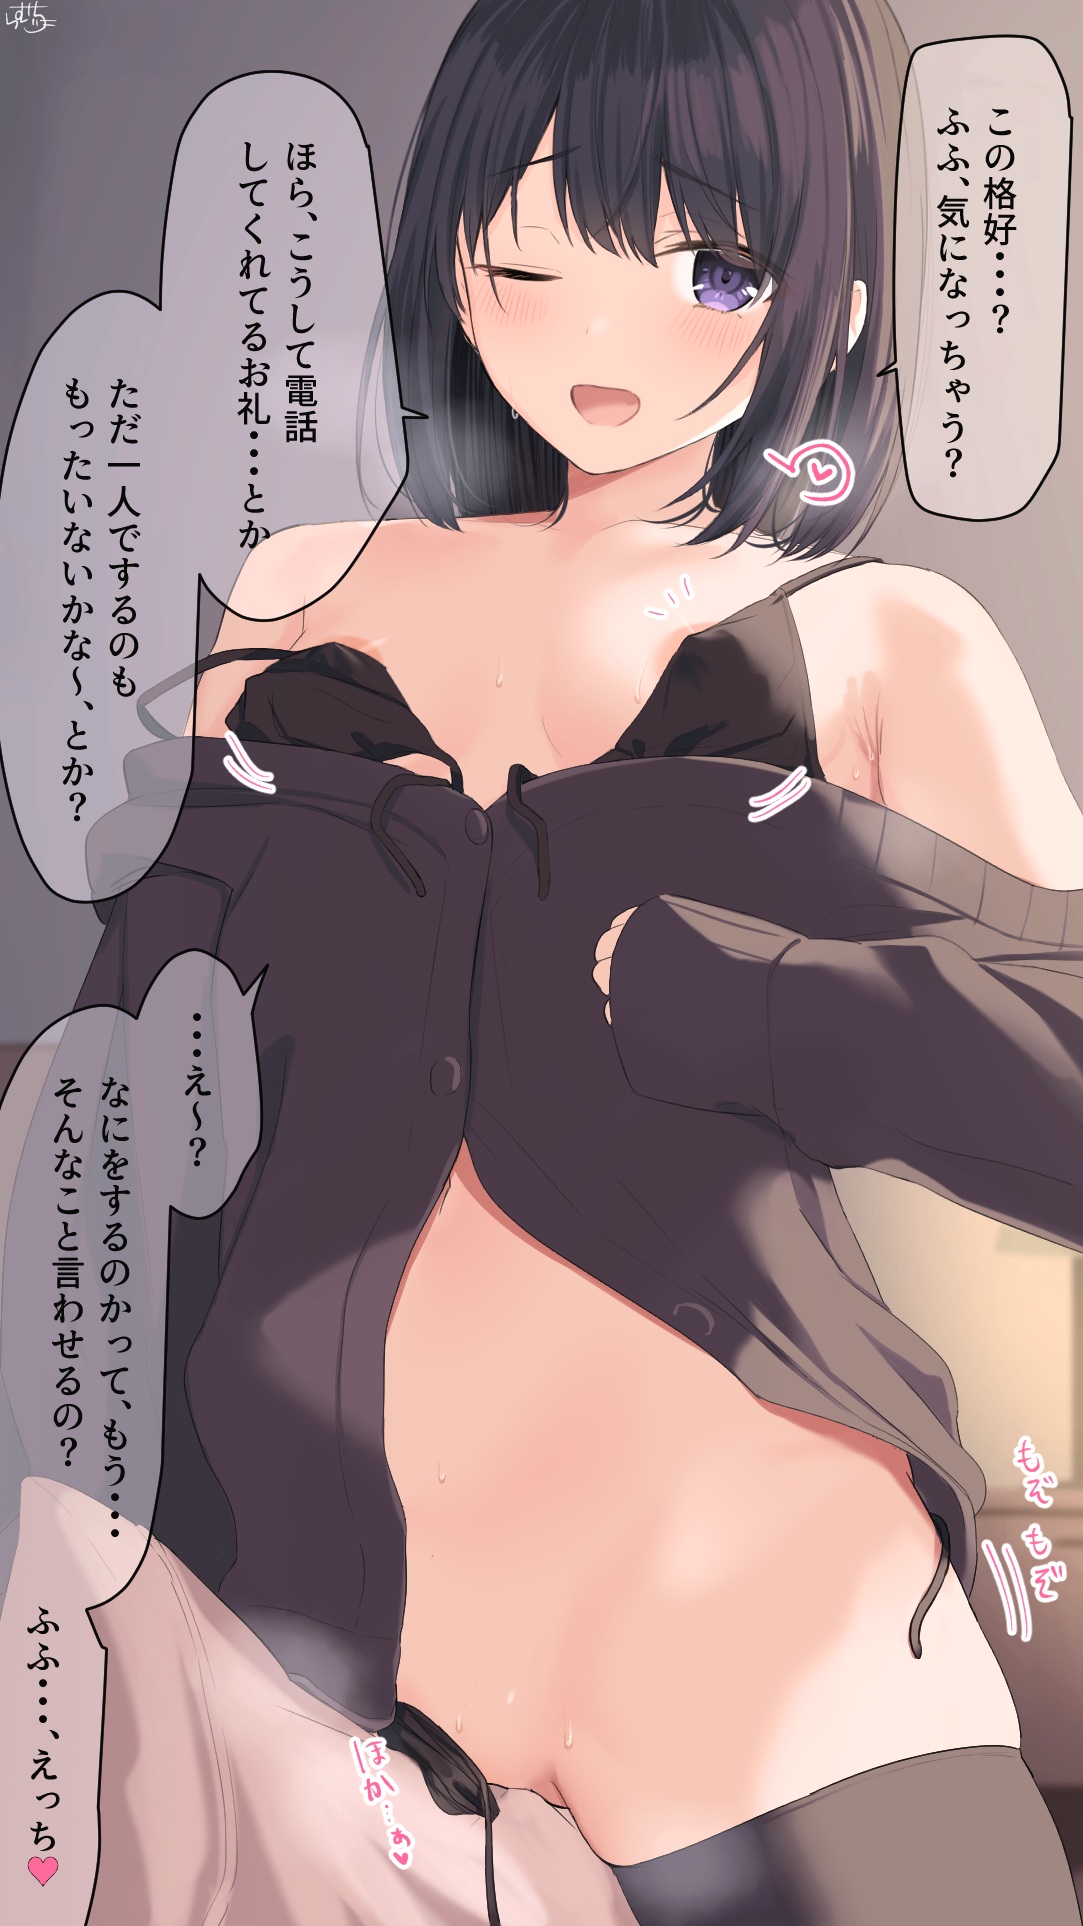 この格好・・・?
ふふ、気になっちゃう?
ほら、こうして電話
してくれてるお礼・・・とか
ただ一人でするのも
もったいないかな～、とか?
・・・え～?
なにをするのかって、もう・・・
そんなこと言わせるの?
ふふ・・・、えっち♥
もぞ
もぞ
ほか…ぁ♥